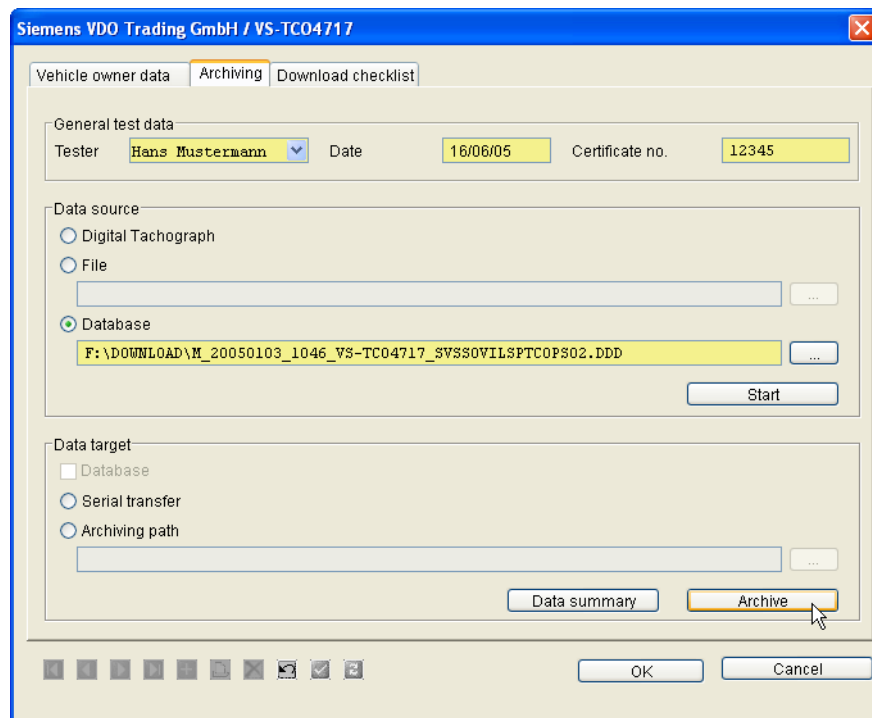 Siemens VDO Trading GmbH / VS-TCO4717
Vehicle owner data Archiving Download checklist
General test data
Tester Hans Mustermann Date 16/06/05 Certificate no. 12345
Data source
Digital Tachograph
File
...
Database
F:\DOWNLOAD\M_20050103_1046_VS-TCO4717_SVSSOVILSPTCOPS02.DDD ...
Start
Data target
Database
Serial transfer
Archiving path
...
Data summary Archive
OK Cancel